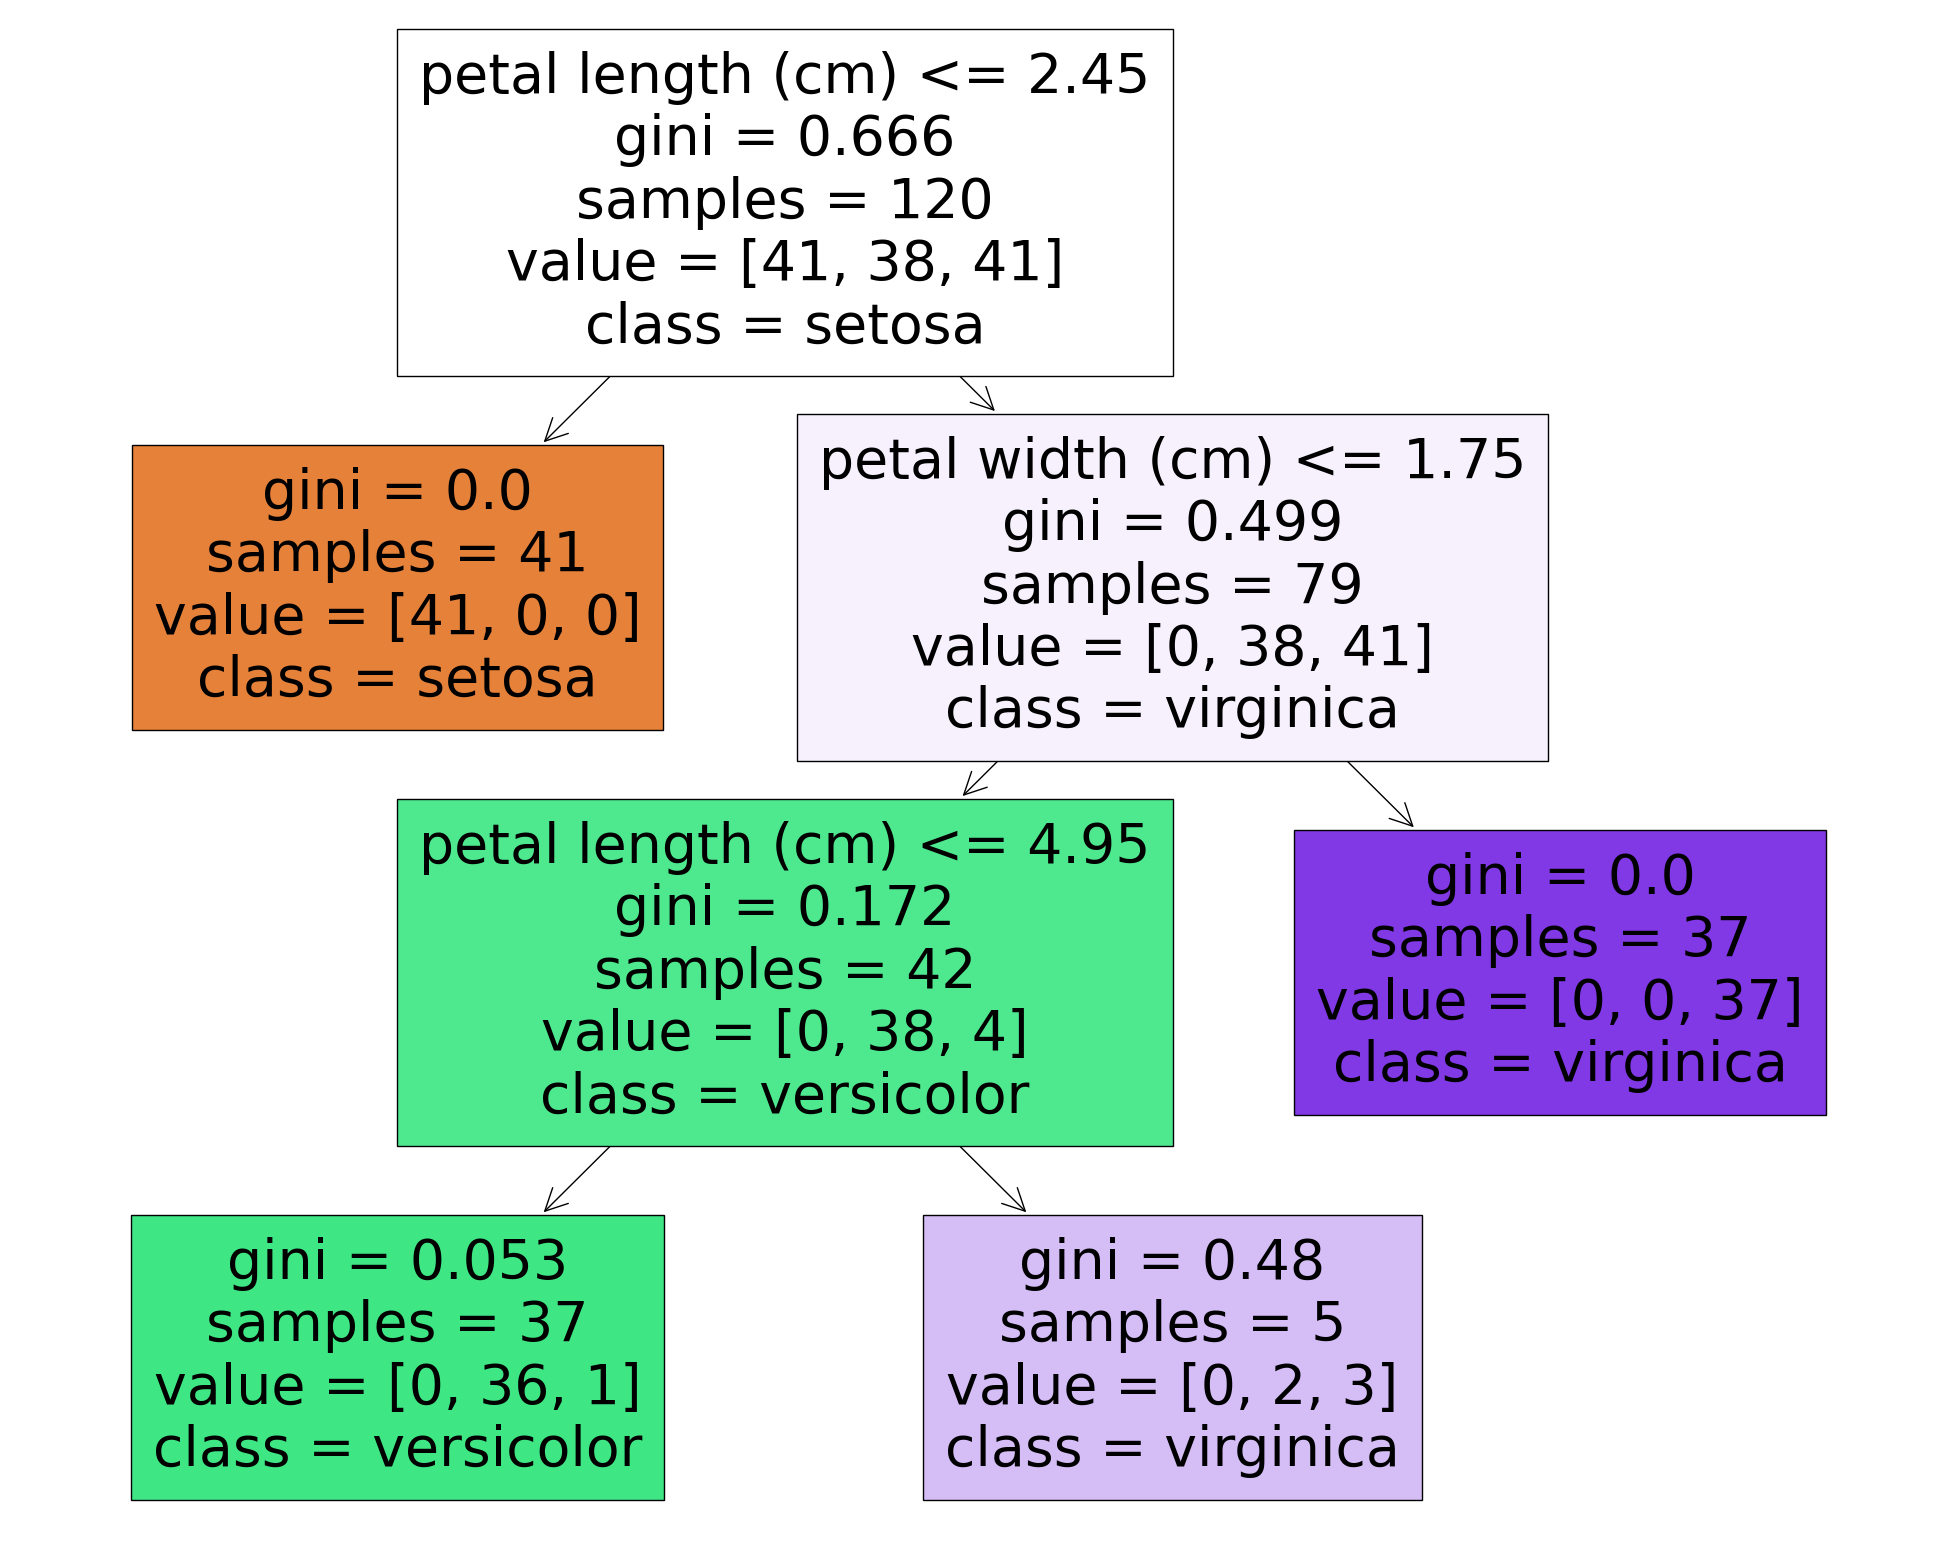 petal length (cm) <= 2.45
gini = 0.666
samples = 120
value = [41, 38, 41]
class = setosa
gini = 0.0
samples = 41
value = [41, 0, 0]
class = setosa
petal width (cm) <= 1.75
gini = 0.499
samples = 79
value = [0, 38, 41]
class = virginica
petal length (cm) <= 4.95
gini = 0.172
samples = 42
value = [0, 38, 4]
class = versicolor
gini = 0.0
samples = 37
value = [0, 0, 37]
class = virginica
gini = 0.053
samples = 37
value = [0, 36, 1]
class = versicolor
gini = 0.48
samples = 5
value = [0, 2, 3]
class = virginica